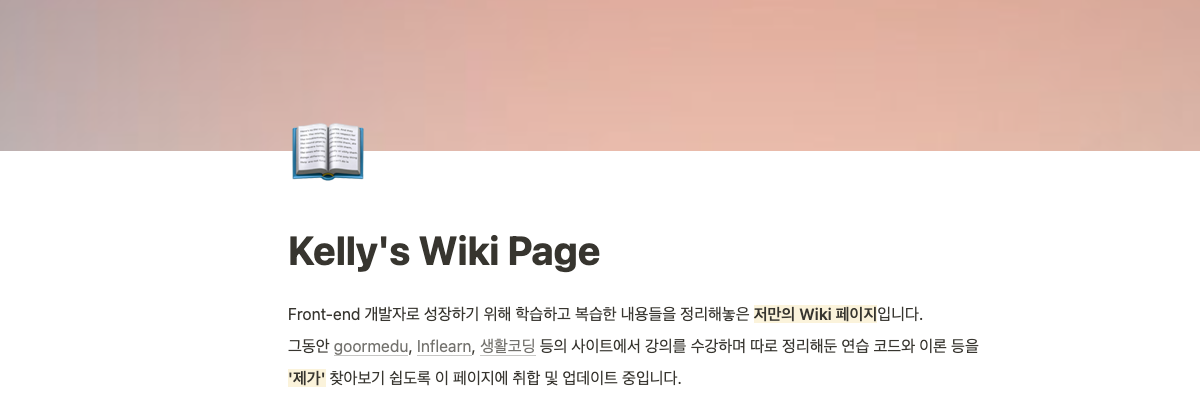 Kelly's Wiki Page
Front-end 개발자로 성장하기 위해 학습하고 복습한 내용들을 정리해놓은 저만의 Wiki 페이지입니다.
그동안 goormedu, Inflearn, 생활코딩 등의 사이트에서 강의를 수강하며 따로 정리해둔 연습 코드와 이론 등을
'제가' 찾아보기 쉽도록 이 페이지에 취합 및 업데이트 중입니다.